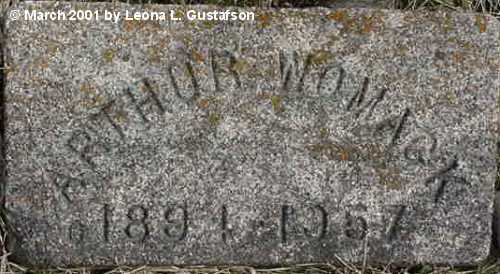 © March 2001 by Leona L. Gustafson
ARTHUR WOMACK
1891-1957